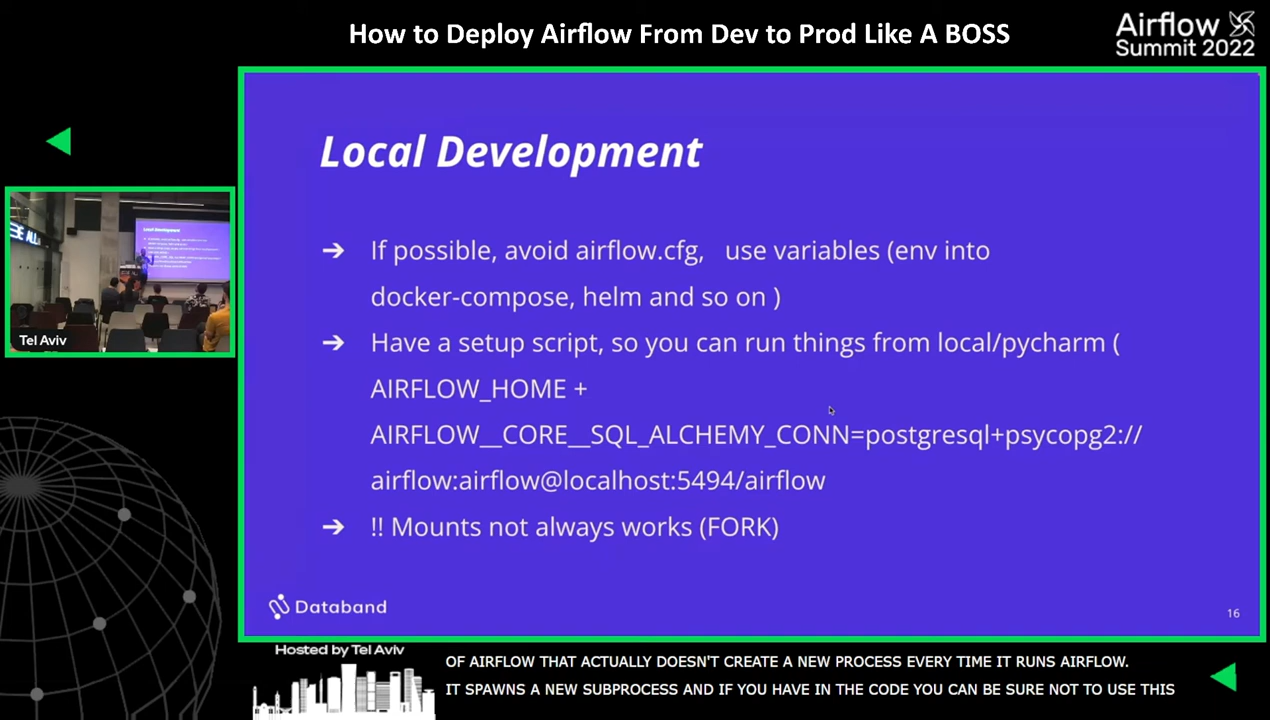 How to Deploy Airflow From Dev to Prod Like A BOSS
Airflow
Summit 2022
Local Development
➔ If possible, avoid airflow.cfg, use variables (env into
docker-compose, helm and so on )
➔ Have a setup script, so you can run things from local/pycharm (
AIRFLOW_HOME +
AIRFLOW__CORE__SQL_ALCHEMY_CONN=postgresql+psycopg2://
airflow:airflow@localhost:5494/airflow
➔ !! Mounts not always works (FORK)
Databand
16
Local Development
Tel Aviv
Hosted by Tel Aviv
OF AIRFLOW THAT ACTUALLY DOESN'T CREATE A NEW PROCESS EVERY TIME IT RUNS AIRFLOW.
IT SPAWNS A NEW SUBPROCESS AND IF YOU HAVE IN THE CODE YOU CAN BE SURE NOT TO USE THIS